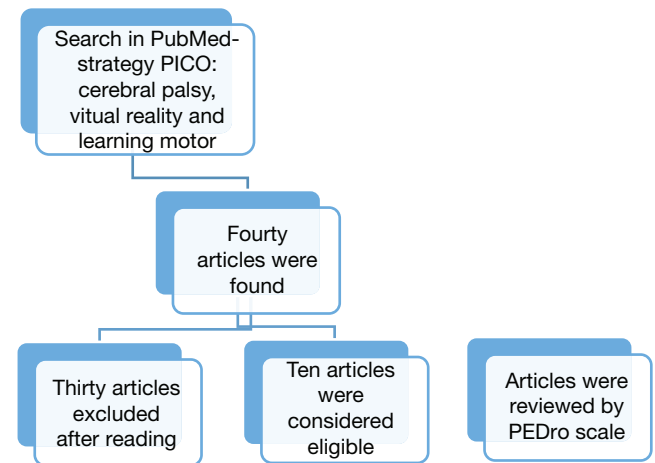 Search in PubMed-
strategy PICO:
cerebral palsy,
vitual reality and
learning motor
Fourty
articles were
found
Thirty articles
excluded
after reading
Ten articles
were
considered
eligible
Articles were
reviewed by
PEDro scale